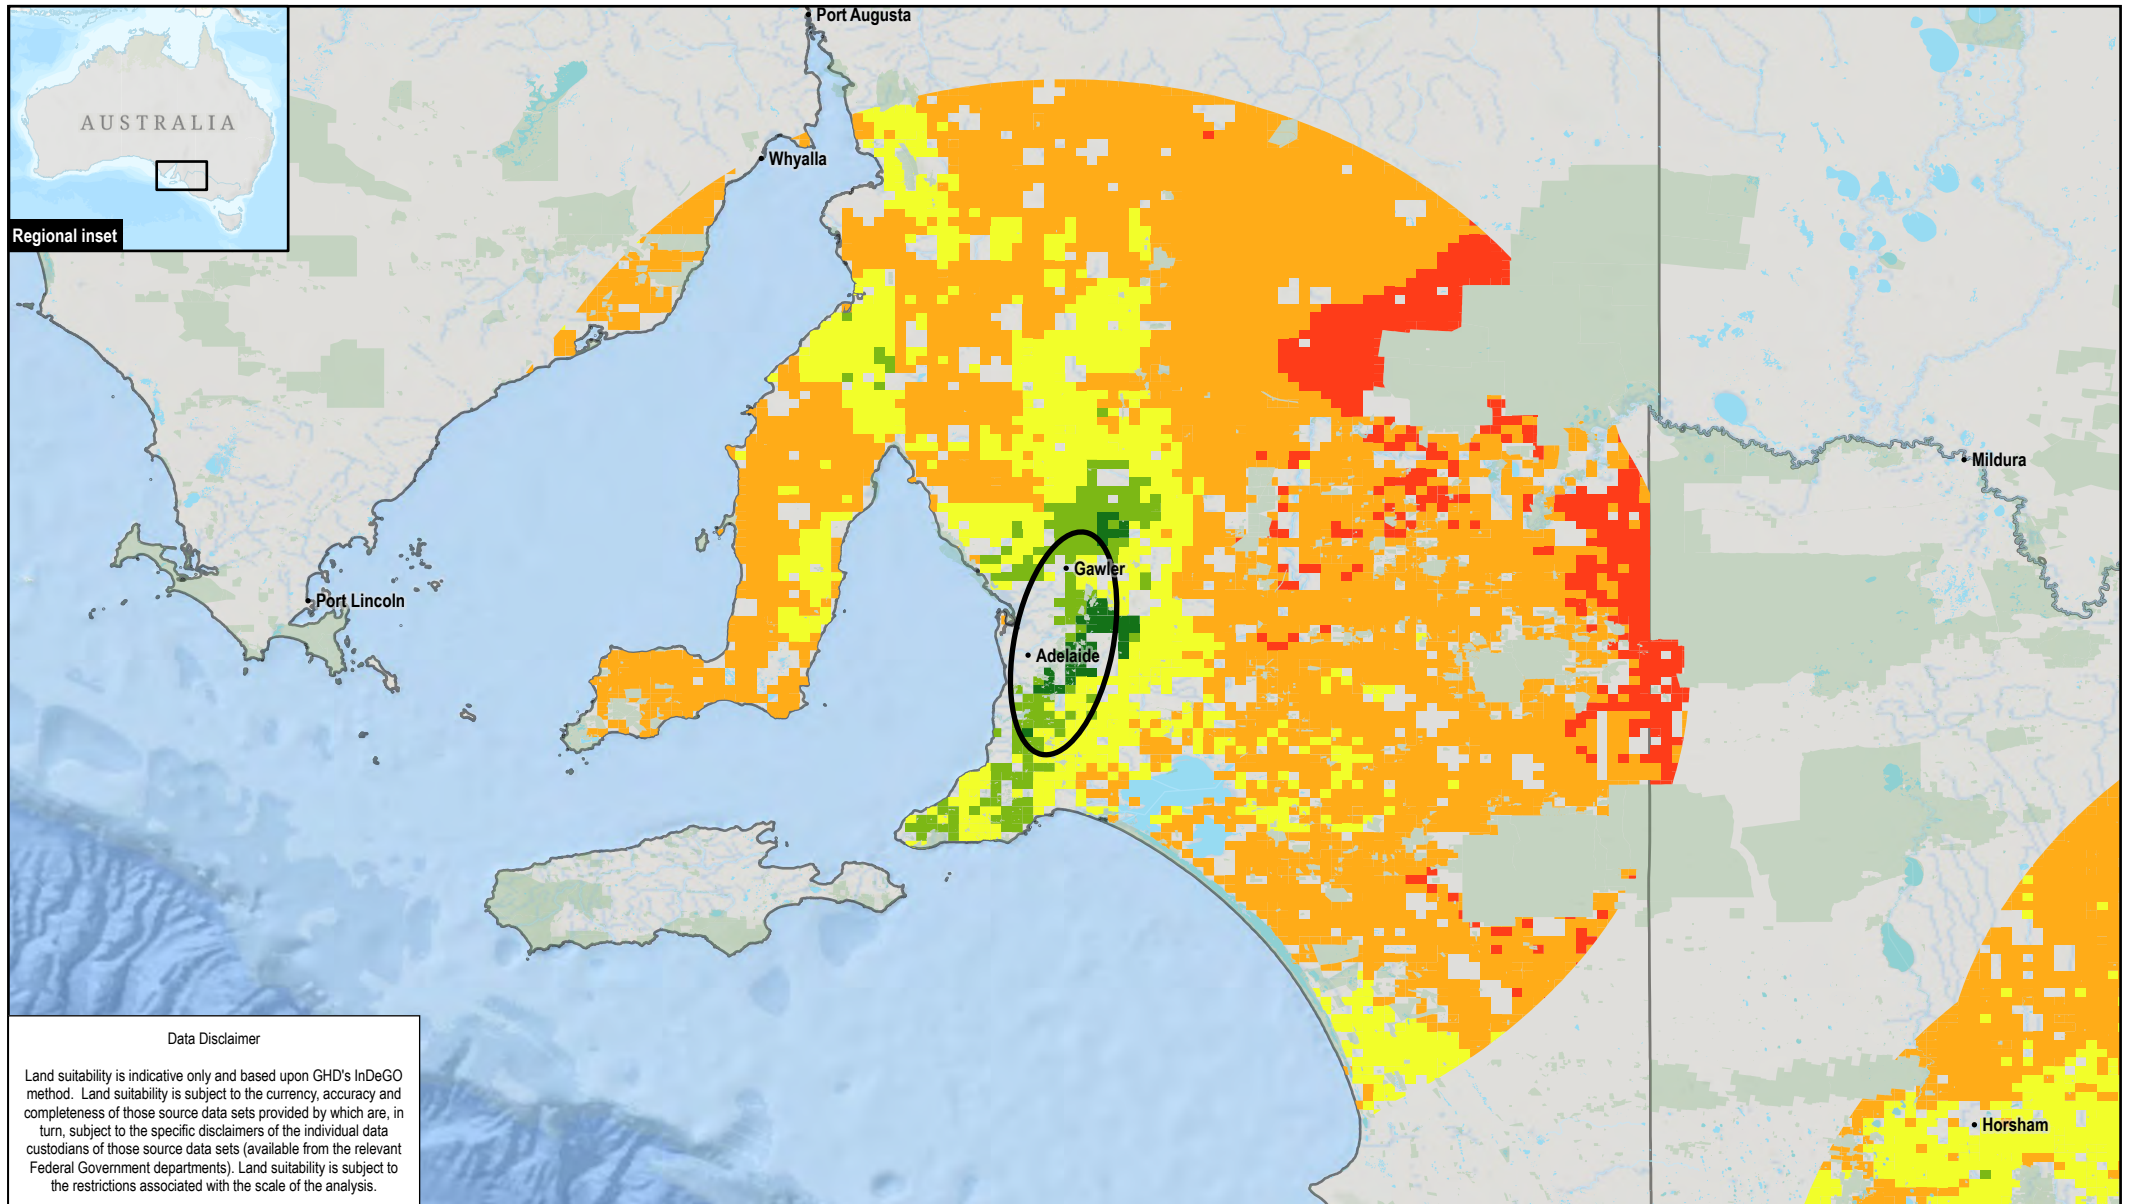 Port Augusta
AUSTRALIA
Whyalla
Regional inset
Mildura
Gawler
Port Lincoln
Adelaide
Data Disclaimer
Land suitability is indicative only and based upon GHD's InDeGO
method. Land suitability is subject to the currency, accuracy and
completeness of those source data sets provided by which are, in
turn, subject to the specific disclaimers of the individual data
custodians of those source data sets (available from the relevant
Federal Government departments). Land suitability is subject to
the restrictions associated with the scale of the analysis.
Horsham